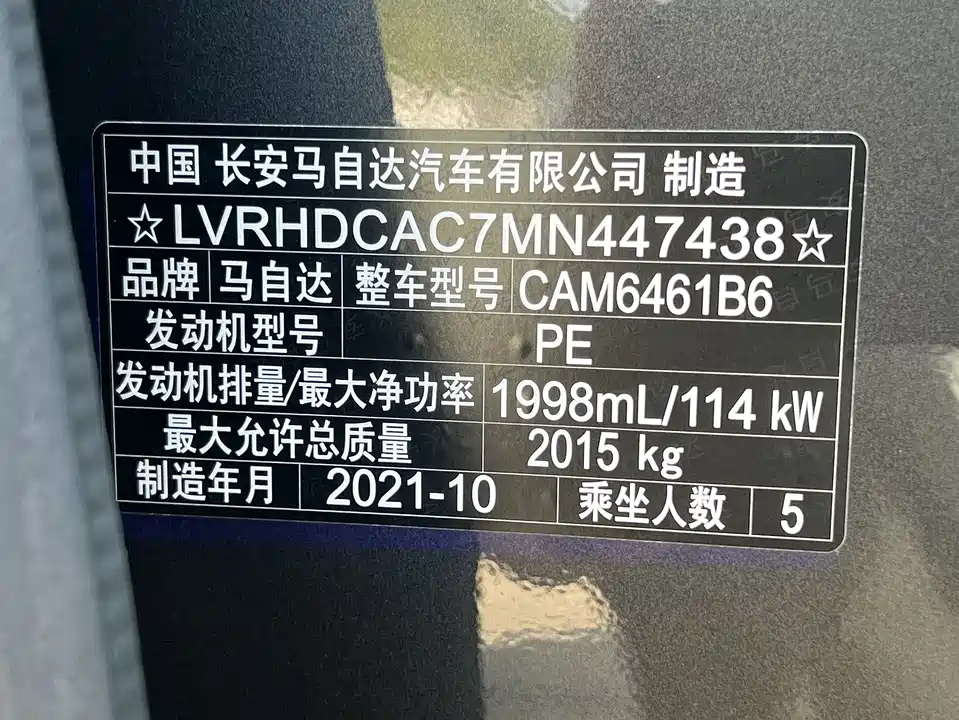 中国 长安马自达汽车有限公司 制造
☆LVRHDCAC7MN447438☆
品牌 马自达 整车型号 CAM6461B6
发动机型号 PE
发动机排量/最大净功率 1998mL/114 kW
最大允许总质量 2015 kg
制造年月 2021-10 乘坐人数 5